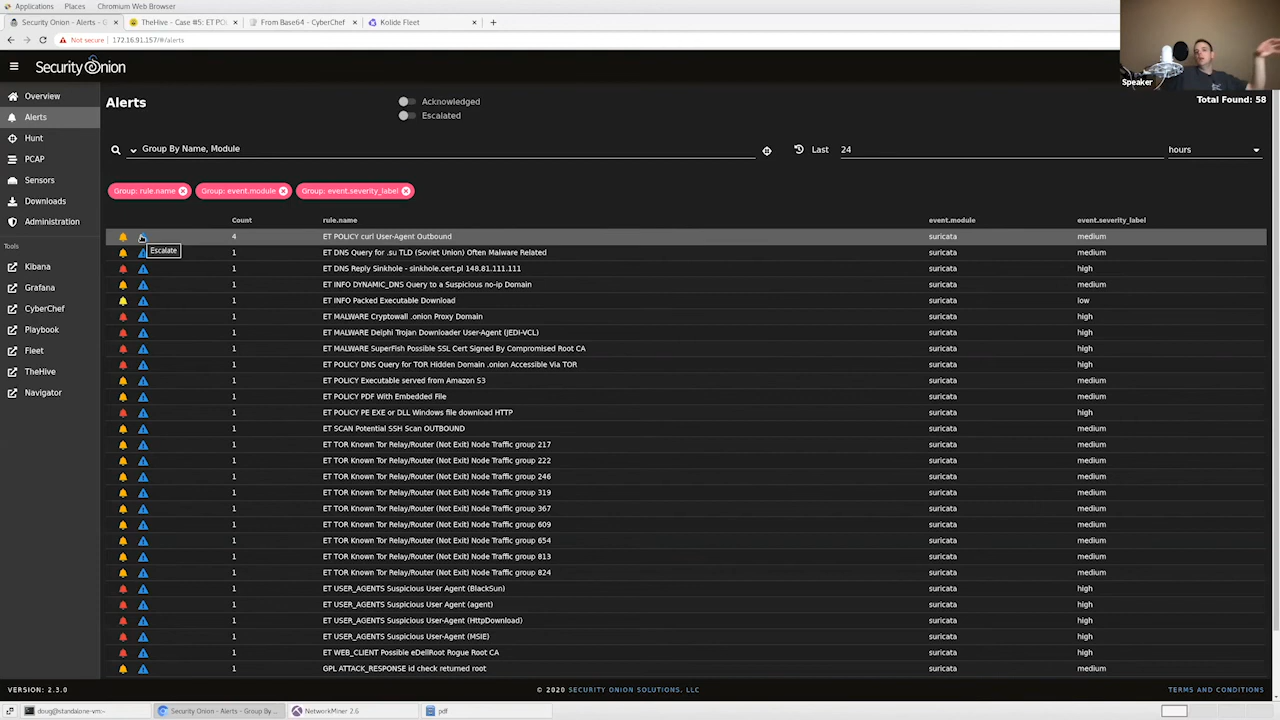 Applications Places Chromium Web Browser
Security Onion - Alerts - G TheHive - Case #5: ET PO From Base64 - CyberChef Kolide Fleet
Not secure 172.16.91.157/#/alerts
Speaker
Security Onion
Overview
Alerts
Hunt
PCAP
Sensors
Downloads
Administration
Tools
Kibana
Grafana
CyberChef
Playbook
Fleet
TheHive
Navigator
Alerts
Acknowledged
Escalated
Total Found: 58
Group By Name, Module
Last 24 hours
Group: rule.name Group: event.module Group: event.severity_label
Count rule.name event.module event.severity_label
4 ET POLICY curl User-Agent Outbound suricata medium
Escalate
1 ET DNS Query for .su TLD (Soviet Union) Often Malware Related suricata medium
1 ET DNS Reply Sinkhole - sinkhole.cert.pl 148.81.111.111 suricata high
1 ET INFO DYNAMIC_DNS Query to a Suspicious no-ip Domain suricata medium
1 ET INFO Packed Executable Download suricata low
1 ET MALWARE Cryptowall .onion Proxy Domain suricata high
1 ET MALWARE Delphi Trojan Downloader User-Agent (JEDI-VCL) suricata high
1 ET MALWARE SuperFish Possible SSL Cert Signed By Compromised Root CA suricata high
1 ET POLICY DNS Query for TOR Hidden Domain .onion Accessible Via TOR suricata high
1 ET POLICY Executable served from Amazon S3 suricata medium
1 ET POLICY PDF With Embedded File suricata medium
1 ET POLICY PE EXE or DLL Windows file download HTTP suricata high
1 ET SCAN Potential SSH Scan OUTBOUND suricata medium
1 ET TOR Known Tor Relay/Router (Not Exit) Node Traffic group 217 suricata medium
1 ET TOR Known Tor Relay/Router (Not Exit) Node Traffic group 222 suricata medium
1 ET TOR Known Tor Relay/Router (Not Exit) Node Traffic group 246 suricata medium
1 ET TOR Known Tor Relay/Router (Not Exit) Node Traffic group 319 suricata medium
1 ET TOR Known Tor Relay/Router (Not Exit) Node Traffic group 367 suricata medium
1 ET TOR Known Tor Relay/Router (Not Exit) Node Traffic group 609 suricata medium
1 ET TOR Known Tor Relay/Router (Not Exit) Node Traffic group 654 suricata medium
1 ET TOR Known Tor Relay/Router (Not Exit) Node Traffic group 813 suricata medium
1 ET TOR Known Tor Relay/Router (Not Exit) Node Traffic group 824 suricata medium
1 ET USER_AGENTS Suspicious User Agent (BlackSun) suricata high
1 ET USER_AGENTS Suspicious User Agent (agent) suricata high
1 ET USER_AGENTS Suspicious User-Agent (HttpDownload) suricata high
1 ET USER_AGENTS Suspicious User-Agent (MSIE) suricata high
1 ET WEB_CLIENT Possible eDellRoot Rogue Root CA suricata high
1 GPL ATTACK_RESPONSE id check returned root suricata medium
VERSION: 2.3.0 © 2020 SECURITY ONION SOLUTIONS, LLC TERMS AND CONDITIONS
doug@standalone-vm:~ Security Onion - Alerts - Group By... NetworkMiner 2.6 pdf